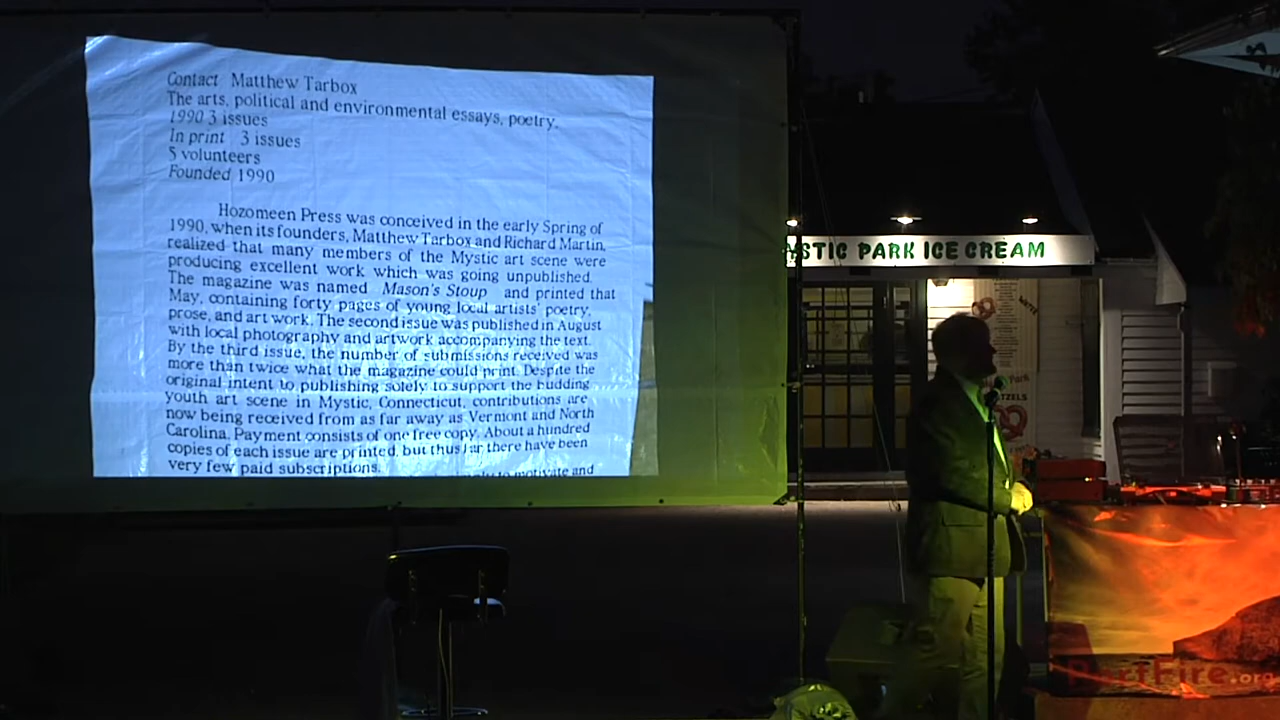 Contact Matthew Tarbox
The arts, political and environmental essays, poetry.
1990 3 issues
In print 3 issues
5 volunteers
Founded 1990
Hozomeen Press was conceived in the early Spring of
1990, when its founders, Matthew Tarbox and Richard Martin,
realized that many members of the Mystic art scene were
producing excellent work which was going unpublished.
The magazine was named Mason's Stoup and printed that
May, containing forty pages of young local artists' poetry,
prose, and art work. The second issue was published in August
with local photography and artwork accompanying the text.
By the third issue, the number of submissions received was
more than twice what the magazine could print. Despite the
original intent to publishing solely to support the budding
youth art scene in Mystic, Connecticut, contributions are
now being received from as far away as Vermont and North
Carolina. Payment consists of one free copy. About a hundred
copies of each issue are printed, but thus far there have been
very few paid subscriptions.
to motivate and
YSTIC PARK ICE CREAM
Park
TZELS
Fire.org